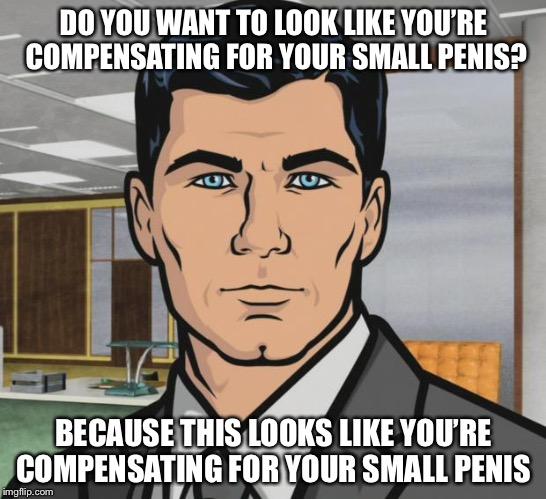 DO YOU WANT TO LOOK LIKE YOU’RE
COMPENSATING FOR YOUR SMALL PENIS?
BECAUSE THIS LOOKS LIKE YOU’RE
COMPENSATING FOR YOUR SMALL PENIS
imgflip.com